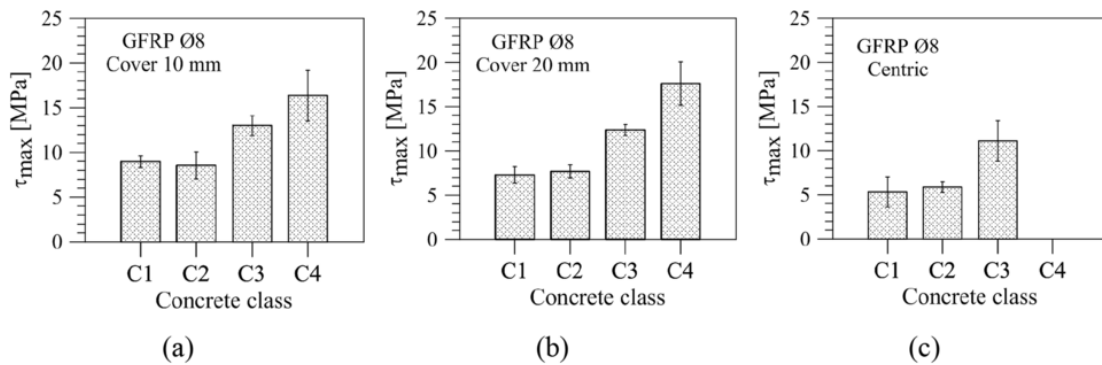 25
20
15
10
5
0
τmax [MPa]
GFRP Ø8
Cover 10 mm
C1 C2 C3 C4
Concrete class
(a)
25
20
15
10
5
0
τmax [MPa]
GFRP Ø8
Cover 20 mm
C1 C2 C3 C4
Concrete class
(b)
25
20
15
10
5
0
τmax [MPa]
GFRP Ø8
Centric
C1 C2 C3 C4
Concrete class
(c)